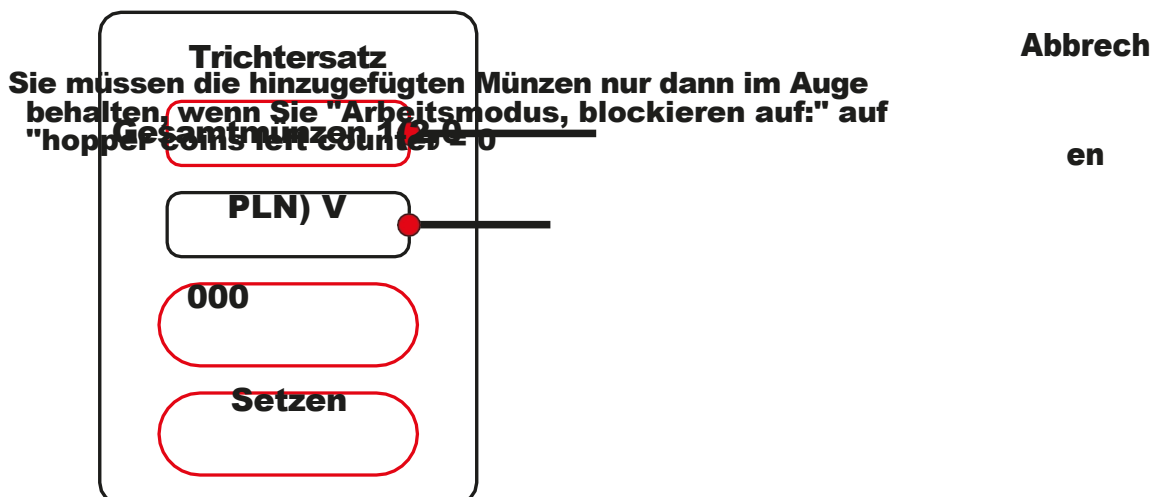 Trichtersatz
Abbrech
Sie müssen die hinzugefügten Münzen nur dann im Auge
behalten, wenn Sie "Arbeitsmodus, blockieren auf:" auf
"hopper coins left counter = 0
Gesamtmünzen
en
PLN) V
000
Setzen